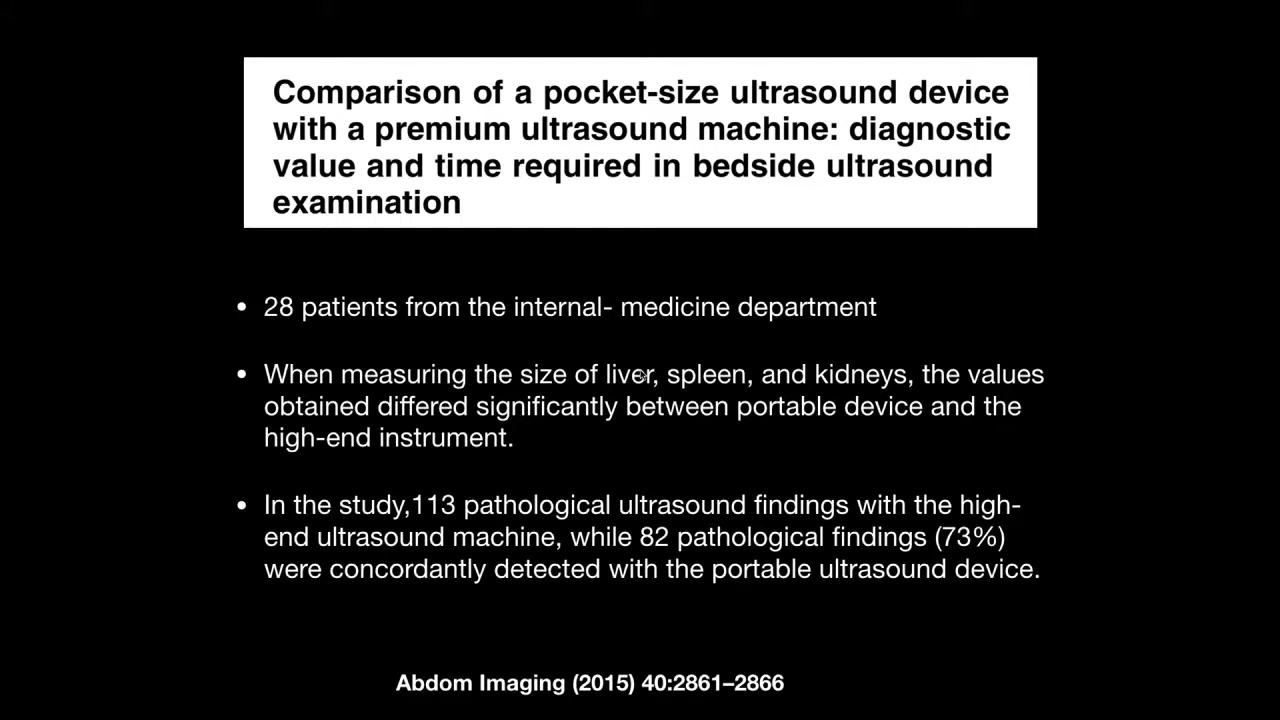 Comparison of a pocket-size ultrasound device
with a premium ultrasound machine: diagnostic
value and time required in bedside ultrasound
examination
• 28 patients from the internal- medicine department
• When measuring the size of liver, spleen, and kidneys, the values
obtained differed significantly between portable device and the
high-end instrument.
• In the study,113 pathological ultrasound findings with the high-
end ultrasound machine, while 82 pathological findings (73%)
were concordantly detected with the portable ultrasound device.
Abdom Imaging (2015) 40:2861–2866